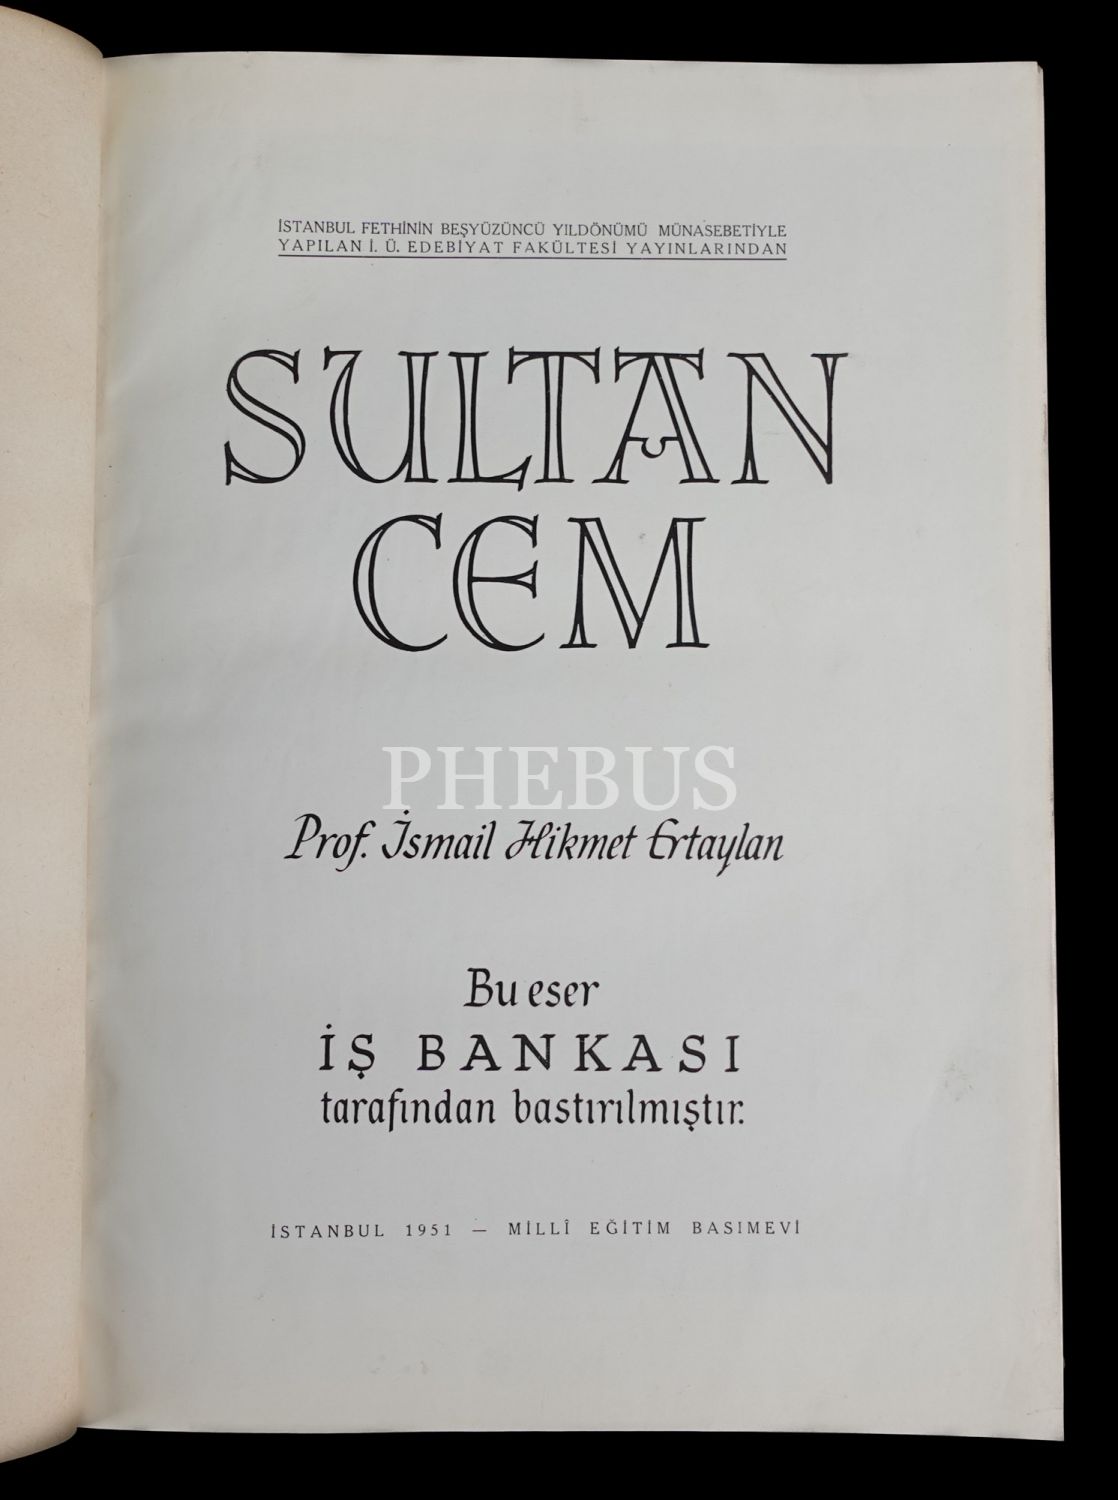 İSTANBUL FETHİNİN BEŞYÜZÜNCÜ YILDÖNÜMÜ MÜNASEBETİYLE
YAPILAN İ. Ü. EDEBİYAT FAKÜLTESİ YAYINLARINDAN
SULTAN
CEM
PHEBUS
Prof. İsmail Hikmet Ertaylan
Bu eser
İŞ BANKASI
tarafından bastırılmıştır.
İSTANBUL 1951 — MİLLÎ EĞİTİM BASIMEVİ